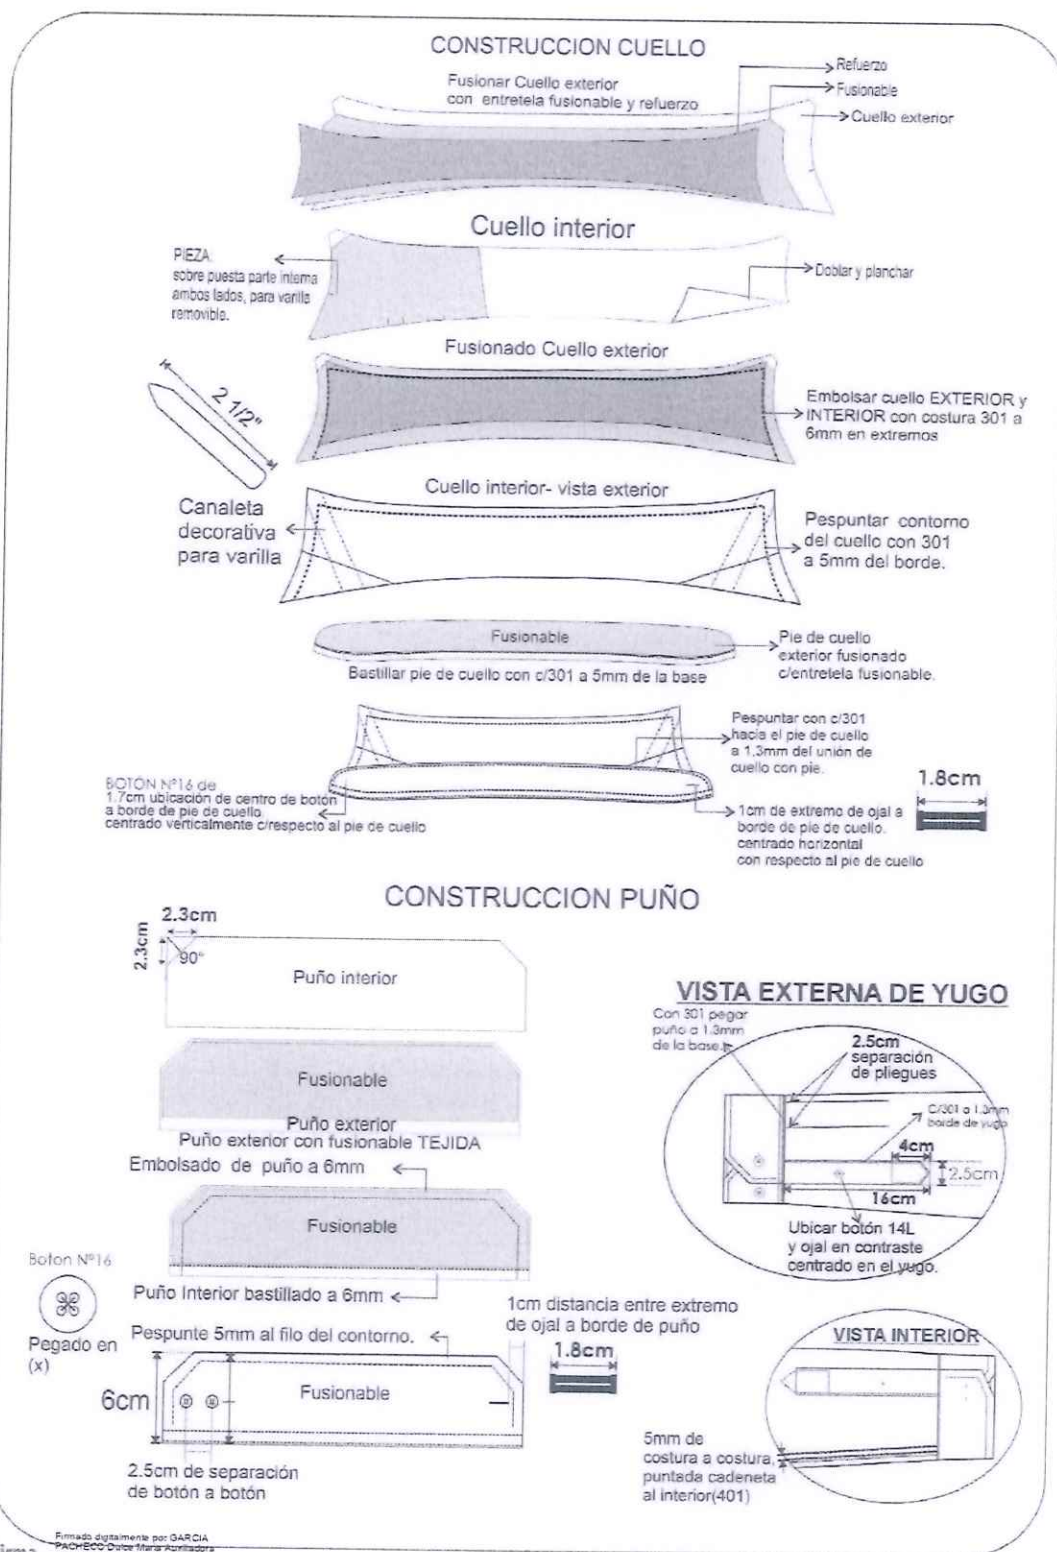 CONSTRUCCION CUELLO
Fusionar Cuello exterior
con entretela fusionable y refuerzo
Refuerzo
Fusionable
Cuello exterior
Cuello interior
PIEZA:
sobre puesta parte interna
ambos lados, para varilla
removible.
Doblar y planchar
Fusionado Cuello exterior
2 1/2"
Embolsar cuello EXTERIOR y
INTERIOR con costura 301 a
6mm en extremos
Cuello interior- vista exterior
Canaleta
decorativa
para varilla
Pespuntar contorno
del cuello con 301
a 5mm del borde.
Fusionable
Pie de cuello
exterior fusionado
c/entretela fusionable.
Bastillar pie de cuello con c/301 a 5mm de la base
Pespuntar con c/301
hacia el pie de cuello
a 1.3mm del unión de
cuello con pie.
BOTÓN Nº16 de
1.7cm ubicación de centro de botón
a borde de pie de cuello
centrado verticalmente c/respecto al pie de cuello
1.8cm
1cm de extremo de ojal a
borde de pie de cuello.
centrado horizontal
con respecto al pie de cuello
CONSTRUCCION PUÑO
2.3cm
2.3cm
90°
Puño interior
Fusionable
Puño exterior
Puño exterior con fusionable TEJIDA
Embolsado de puño a 6mm
Fusionable
Puño Interior bastillado a 6mm
Boton Nº16
Pegado en
(x)
Pespunte 5mm al filo del contorno.
1cm distancia entre extremo
de ojal a borde de puño
1.8cm
6cm
Fusionable
2.5cm de separación
de botón a botón
VISTA EXTERNA DE YUGO
Con 301 pegar
puño a 1.3mm
de la base.
2.5cm
separación
de pliegues
C/301 a 1.3mm
borde de yugo
4cm
2.5cm
16cm
Ubicar botón 14L
y ojal en contraste
centrado en el yugo.
VISTA INTERIOR
5mm de
costura a costura,
puntada cadeneta
al interior(401)
Firmado digitalmente por GARCIA
PACHECO Dulce Maria Auxiliadora